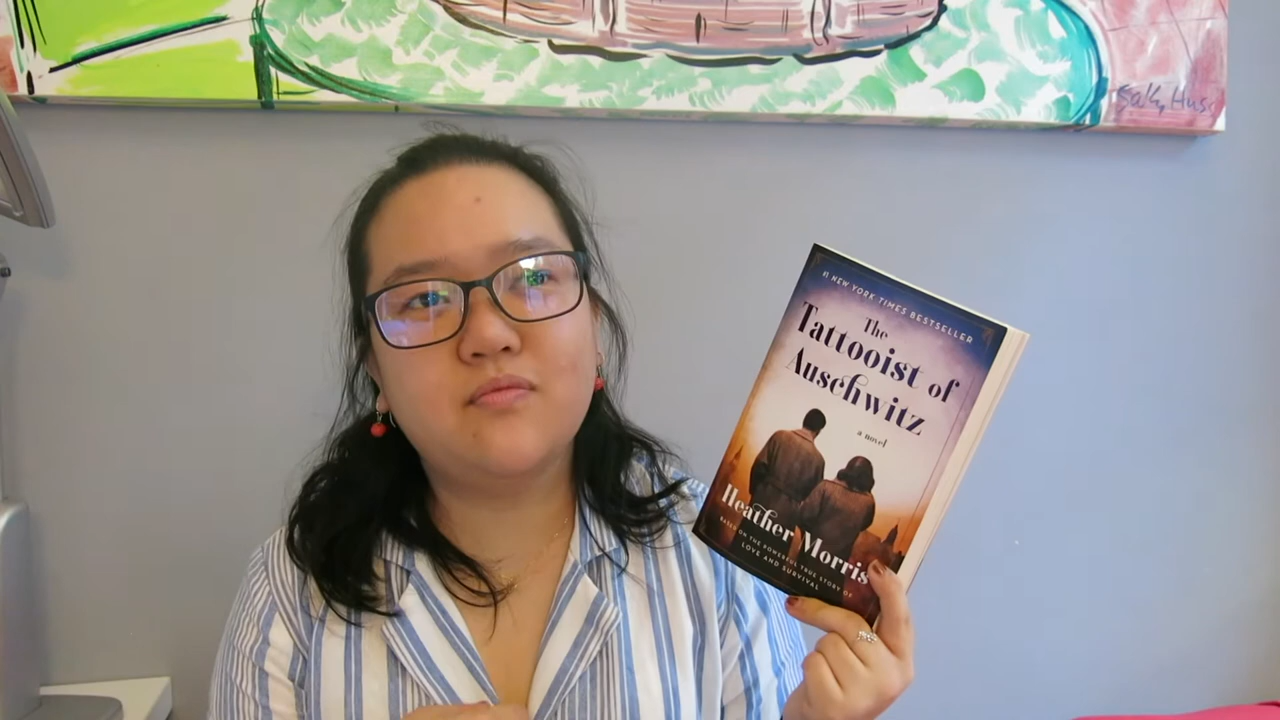 #1 NEW YORK TIMES BESTSELLER
The
Tattooist of
Auschwitz
a novel
Heather Morris
BASED ON THE POWERFUL TRUE STORY OF
LOVE AND SURVIVAL